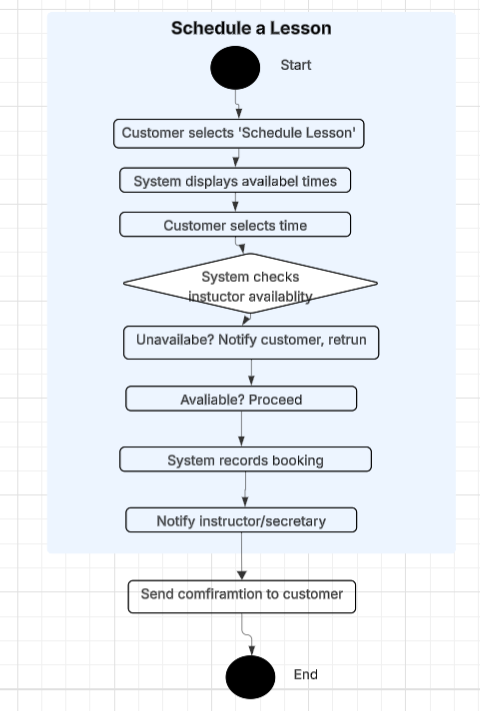 Schedule a Lesson
Start
Customer selects 'Schedule Lesson'
System displays availabel times
Customer selects time
System checks
instuctor availablity
Unavailabe? Notify customer, retrun
Avaliable? Proceed
System records booking
Notify instructor/secretary
Send comfiramtion to customer
End